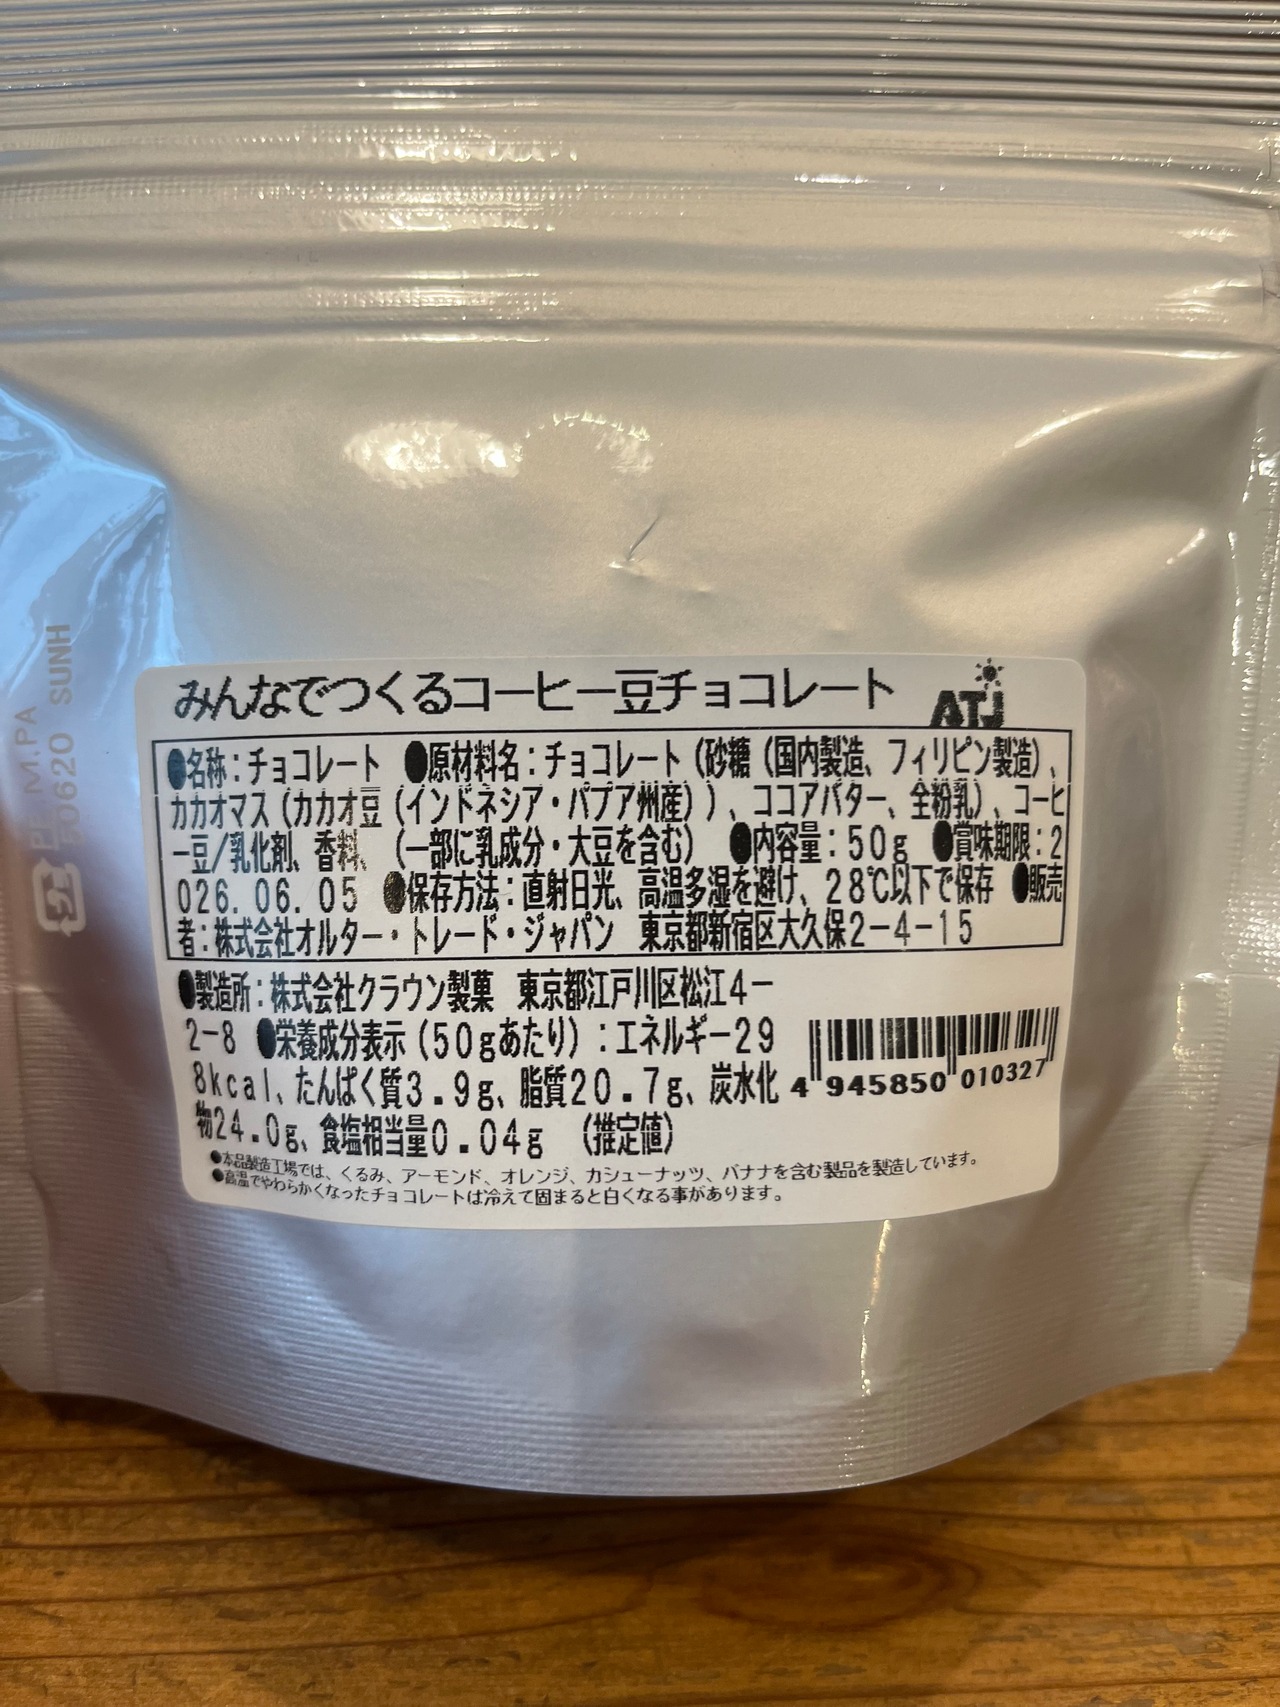 みんなでつくるコーヒー豆チョコレート
ATJ
●名称：チョコレート ●原材料名：チョコレート（砂糖（国内製造、フィリピン製造）、
カカオマス（カカオ豆（インドネシア・パプア州産））、ココアバター、全粉乳）、コーヒ
ー豆/乳化剤、香料、（一部に乳成分・大豆を含む） ●内容量：50g ●賞味期限：2
026.06.05 ●保存方法：直射日光、高温多湿を避け、28℃以下で保存 ●販売
者：株式会社オルター・トレード・ジャパン 東京都新宿区大久保2-4-15
●製造所：株式会社クラウン製菓 東京都江戸川区松江4-
2-8 ●栄養成分表示（50gあたり）：エネルギー29
8kcal、たんぱく質3.9g、脂質20.7g、炭水化
物24.0g、食塩相当量0.04g （推定値）
4 945850 010327
●本品製造工場では、くるみ、アーモンド、オレンジ、カシューナッツ、バナナを含む製品を製造しています。
●高温でやわらかくなったチョコレートは冷えて固まると白くなる事があります。
プラ
PE,M,PA
0620 SUNH